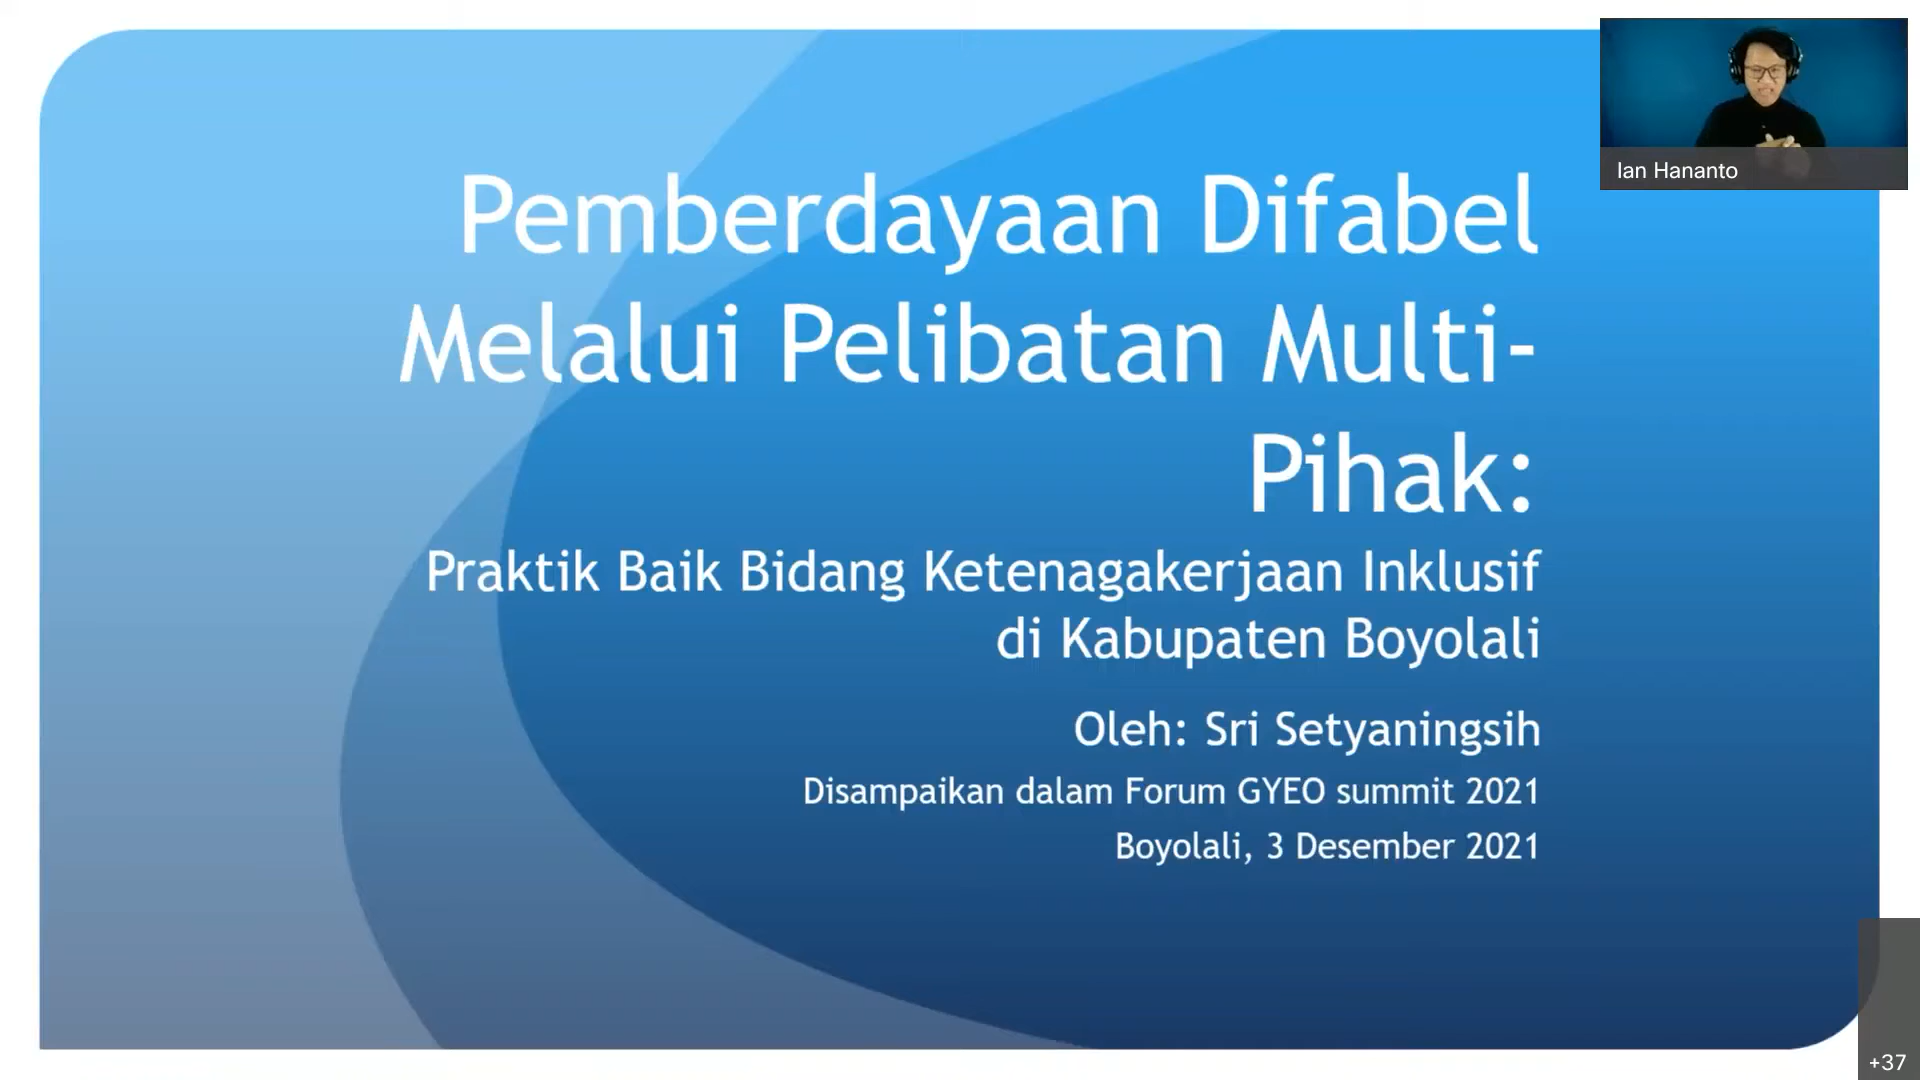 Ian Hananto
Pemberdayaan Difabel
Melalui Pelibatan Multi-
Pihak:
Praktik Baik Bidang Ketenagakerjaan Inklusif
di Kabupaten Boyolali
Oleh: Sri Setyaningsih
Disampaikan dalam Forum GYEO summit 2021
Boyolali, 3 Desember 2021
+37